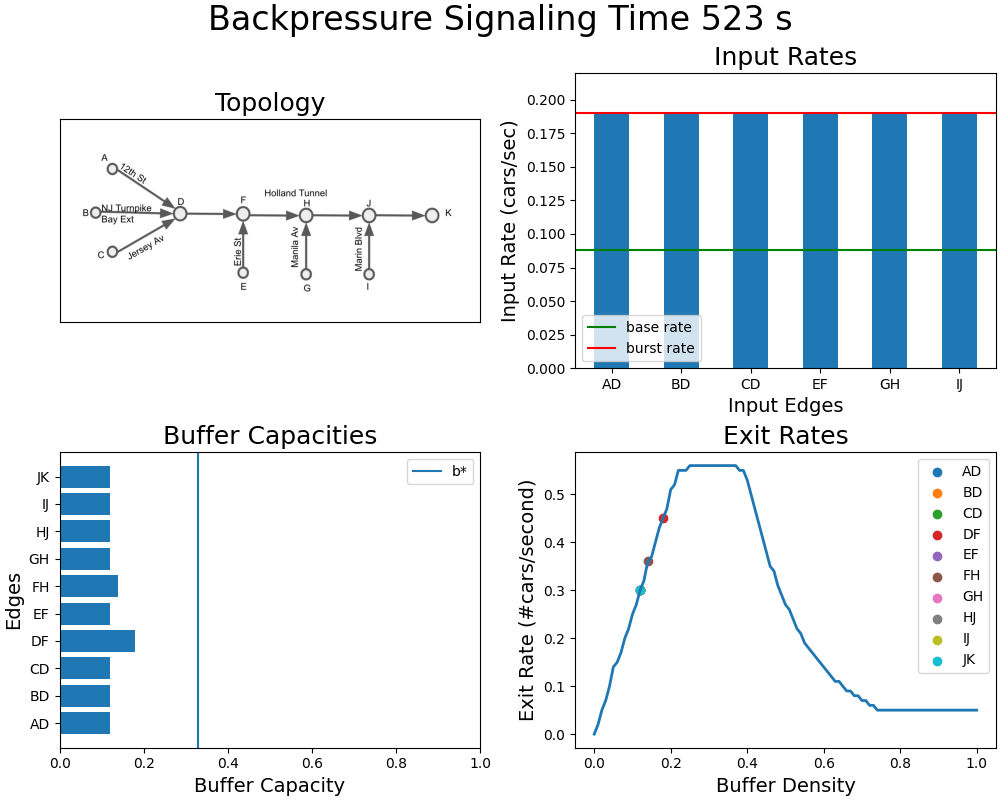 Backpressure Signaling Time 523 s
Topology
A
12th St
B
NJ Turnpike
Bay Ext
C
Jersey Av
D
F
Holland Tunnel
H
J
K
Erie St
Manila Av
Marin Blvd
E
G
I
Input Rates
Input Rate (cars/sec)
0.200
0.175
0.150
0.125
0.100
0.075
0.050
0.025
0.000
base rate
burst rate
AD BD CD EF GH IJ
Input Edges
Buffer Capacities
Edges
JK
IJ
HJ
GH
FH
EF
DF
CD
BD
AD
b*
0.0 0.2 0.4 0.6 0.8 1.0
Buffer Capacity
Exit Rates
Exit Rate (#cars/second)
0.5
0.4
0.3
0.2
0.1
0.0
AD
BD
CD
DF
EF
FH
GH
HJ
IJ
JK
0.0 0.2 0.4 0.6 0.8 1.0
Buffer Density